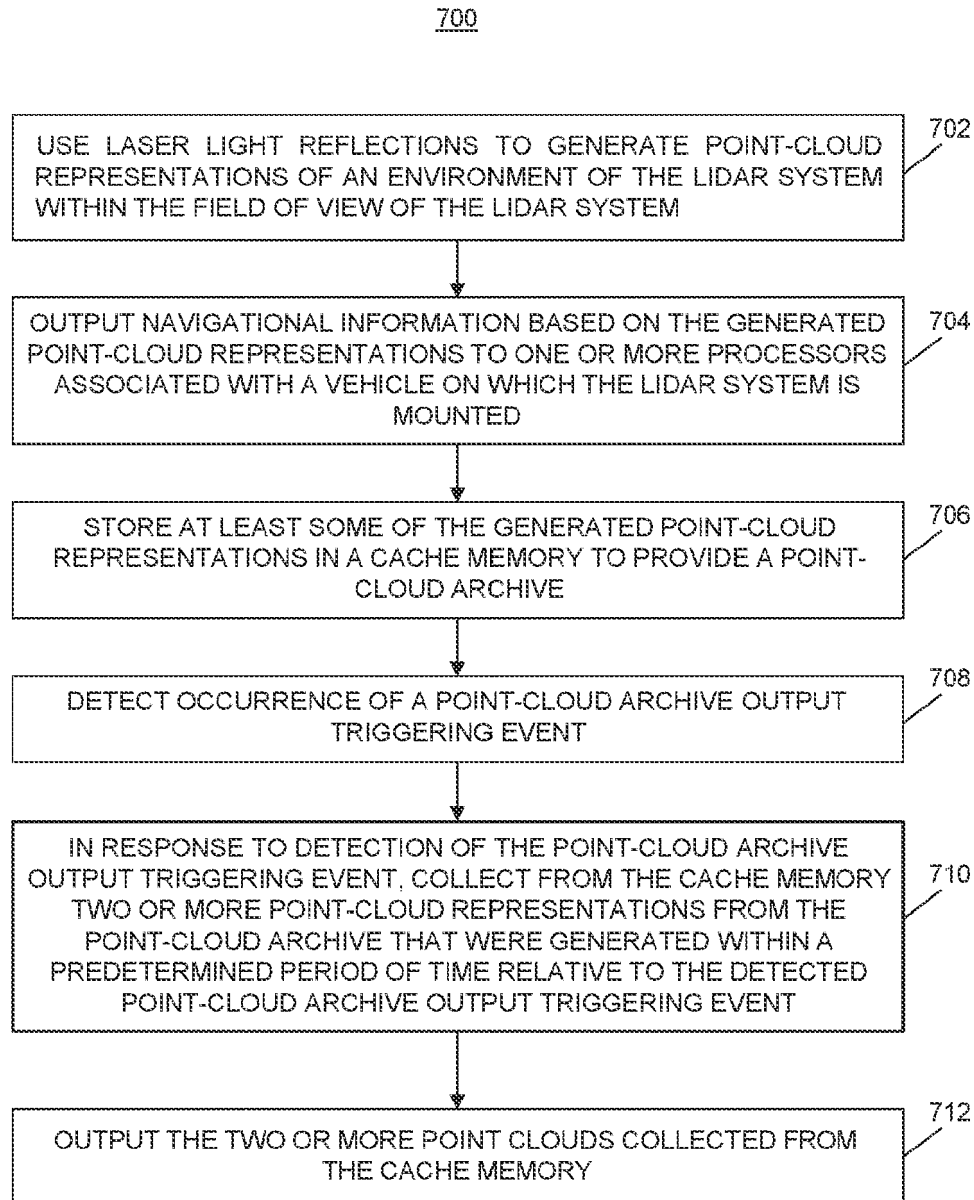 700
702
USE LASER LIGHT REFLECTIONS TO GENERATE POINT-CLOUD
REPRESENTATIONS OF AN ENVIRONMENT OF THE LIDAR SYSTEM
WITHIN THE FIELD OF VIEW OF THE LIDAR SYSTEM
704
OUTPUT NAVIGATIONAL INFORMATION BASED ON THE GENERATED
POINT-CLOUD REPRESENTATIONS TO ONE OR MORE PROCESSORS
ASSOCIATED WITH A VEHICLE ON WHICH THE LIDAR SYSTEM IS
MOUNTED
706
STORE AT LEAST SOME OF THE GENERATED POINT-CLOUD
REPRESENTATIONS IN A CACHE MEMORY TO PROVIDE A POINT-
CLOUD ARCHIVE
708
DETECT OCCURRENCE OF A POINT-CLOUD ARCHIVE OUTPUT
TRIGGERING EVENT
710
IN RESPONSE TO DETECTION OF THE POINT-CLOUD ARCHIVE
OUTPUT TRIGGERING EVENT, COLLECT FROM THE CACHE MEMORY
TWO OR MORE POINT-CLOUD REPRESENTATIONS FROM THE
POINT-CLOUD ARCHIVE THAT WERE GENERATED WITHIN A
PREDETERMINED PERIOD OF TIME RELATIVE TO THE DETECTED
POINT-CLOUD ARCHIVE OUTPUT TRIGGERING EVENT
712
OUTPUT THE TWO OR MORE POINT CLOUDS COLLECTED FROM
THE CACHE MEMORY